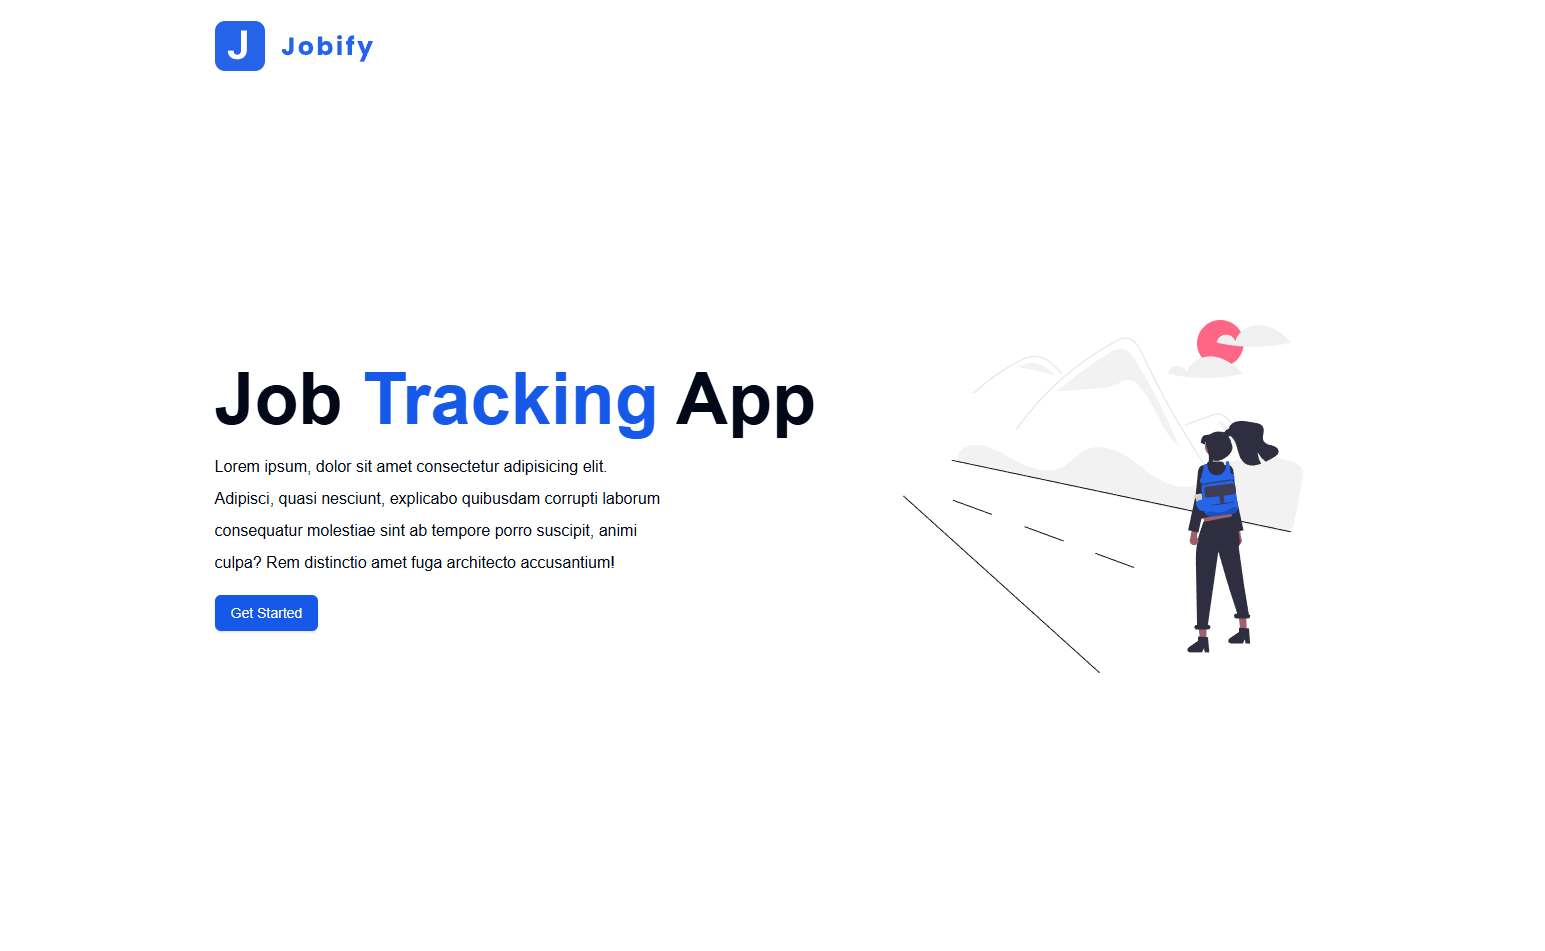 J Jobify
Job Tracking App
Lorem ipsum, dolor sit amet consectetur adipisicing elit.
Adipisci, quasi nesciunt, explicabo quibusdam corrupti laborum
consequatur molestiae sint ab tempore porro suscipit, animi
culpa? Rem distinctio amet fuga architecto accusantium!
Get Started